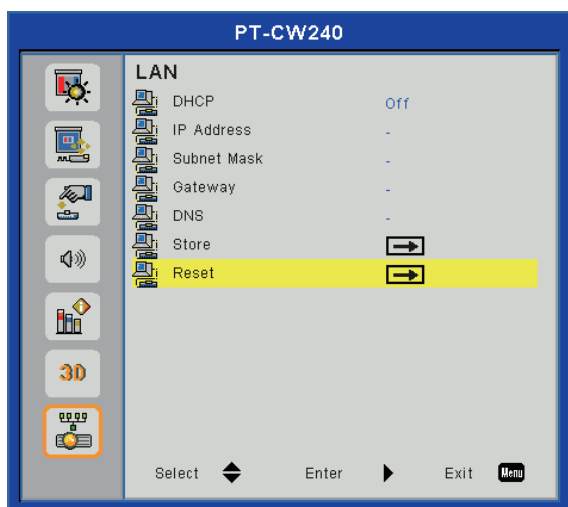 PT-CW240
LAN
DHCP Off
IP Address -
Subnet Mask -
Gateway -
DNS -
Store
Reset
3D
Select Enter Exit Menu